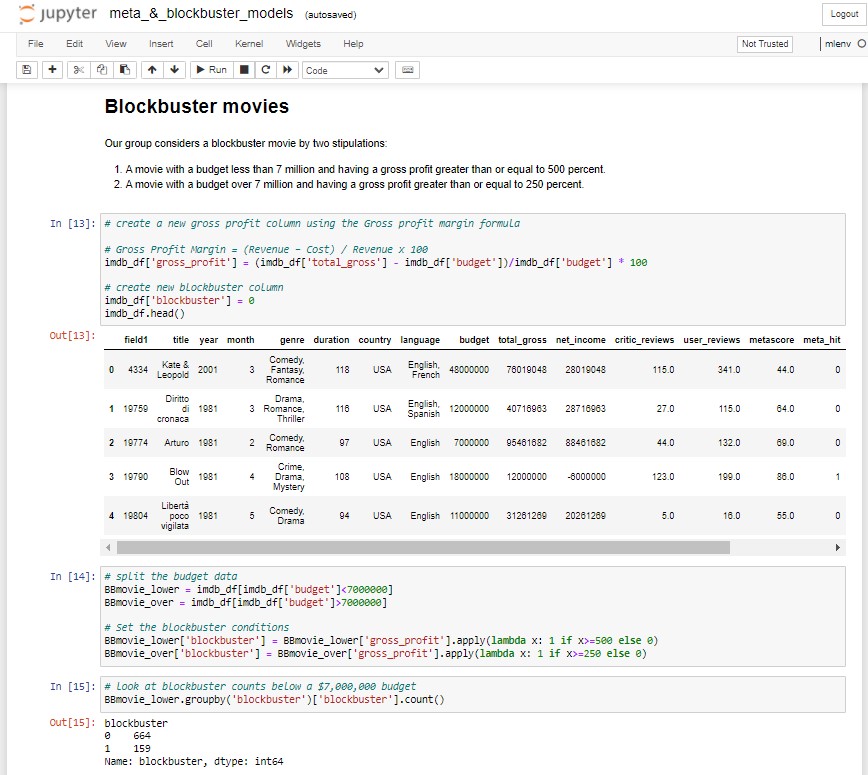 jupyter meta_&_blockbuster_models (autosaved) Logout
File Edit View Insert Cell Kernel Widgets Help Not Trusted mlenv
Run Code
Blockbuster movies
Our group considers a blockbuster movie by two stipulations:
1. A movie with a budget less than 7 million and having a gross profit greater than or equal to 500 percent.
2. A movie with a budget over 7 million and having a gross profit greater than or equal to 250 percent.
In [13]: # create a new gross profit column using the Gross profit margin formula
# Gross Profit Margin = (Revenue - Cost) / Revenue x 100
imdb_df['gross_profit'] = (imdb_df['total_gross'] - imdb_df['budget'])/imdb_df['budget'] * 100
# create new blockbuster column
imdb_df['blockbuster'] = 0
imdb_df.head()
Out[13]:
field1 title year month genre duration country language budget total_gross net_income critic_reviews user_reviews metascore meta_hit
0 4334 Kate & Leopold 2001 3 Comedy, Fantasy, Romance 118 USA English, French 48000000 76019048 28019048 115.0 341.0 44.0 0
1 19759 Diritto di cronaca 1981 3 Drama, Romance, Thriller 116 USA English, Spanish 12000000 40716963 28716963 27.0 115.0 64.0 0
2 19774 Arturo 1981 2 Comedy, Romance 97 USA English 7000000 95461682 88461682 44.0 132.0 69.0 0
3 19790 Blow Out 1981 4 Crime, Drama, Mystery 108 USA English 18000000 12000000 -6000000 123.0 199.0 86.0 1
4 19804 Libertà poco vigilata 1981 5 Comedy, Drama 94 USA English 11000000 31261269 20261269 5.0 16.0 55.0 0
In [14]: # split the budget data
BBmovie_lower = imdb_df[imdb_df['budget']<7000000]
BBmovie_over = imdb_df[imdb_df['budget']>7000000]
# Set the blockbuster conditions
BBmovie_lower['blockbuster'] = BBmovie_lower['gross_profit'].apply(lambda x: 1 if x>=500 else 0)
BBmovie_over['blockbuster'] = BBmovie_over['gross_profit'].apply(lambda x: 1 if x>=250 else 0)
In [15]: # Look at blockbuster counts below a $7,000,000 budget
BBmovie_lower.groupby('blockbuster')['blockbuster'].count()
Out[15]: blockbuster
0 664
1 159
Name: blockbuster, dtype: int64